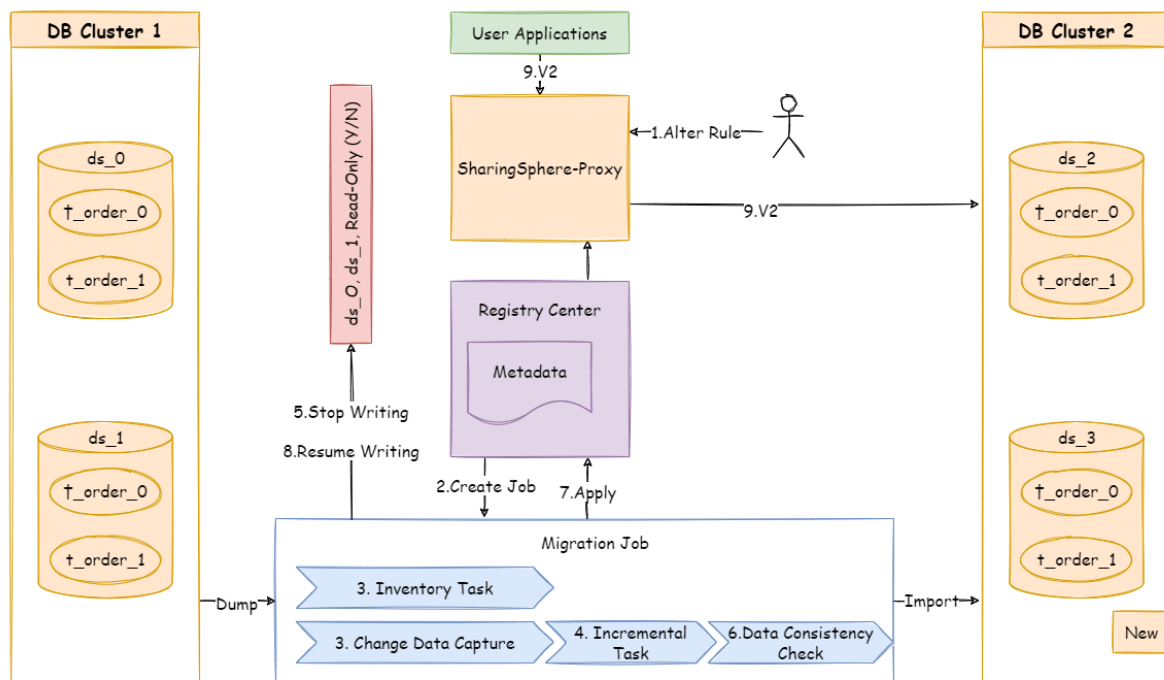 DB Cluster 1
ds_0
t_order_0
t_order_1
ds_1
t_order_0
t_order_1
ds_0, ds_1, Read-Only (Y/N)
5.Stop Writing
8.Resume Writing
User Applications
9.V2
SharingSphere-Proxy
1.Alter Rule
9.V2
Registry Center
Metadata
2.Create Job
7.Apply
Migration Job
3. Inventory Task
3. Change Data Capture
4. Incremental
Task
6.Data Consistency
Check
Dump
Import
DB Cluster 2
ds_2
t_order_0
t_order_1
ds_3
t_order_0
t_order_1
New